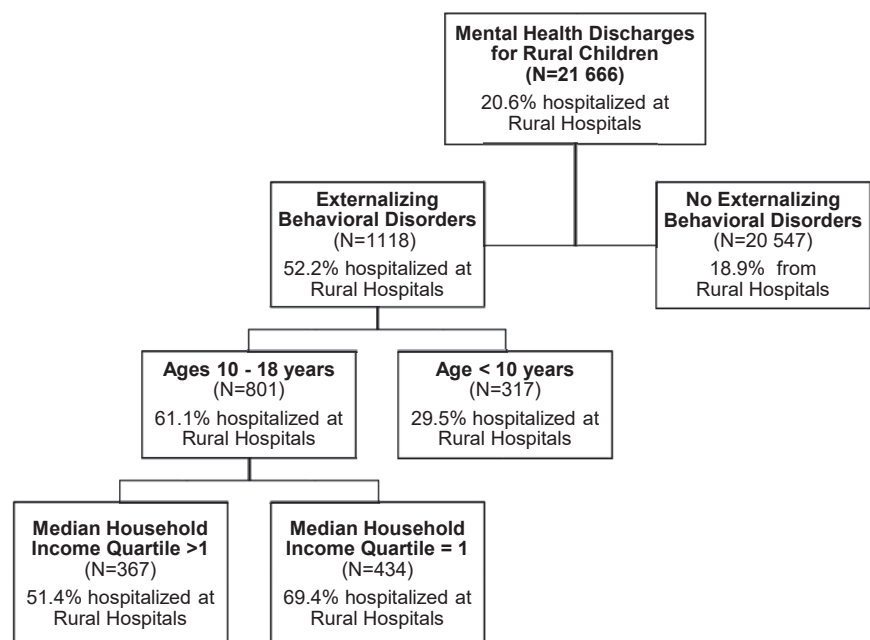 Mental Health Discharges
for Rural Children
(N=21 666)
20.6% hospitalized at
Rural Hospitals
Externalizing
Behavioral Disorders
(N=1118)
52.2% hospitalized at
Rural Hospitals
No Externalizing
Behavioral Disorders
(N=20 547)
18.9% from
Rural Hospitals
Ages 10 - 18 years
(N=801)
61.1% hospitalized at
Rural Hospitals
Age < 10 years
(N=317)
29.5% hospitalized at
Rural Hospitals
Median Household
Income Quartile >1
(N=367)
51.4% hospitalized at
Rural Hospitals
Median Household
Income Quartile = 1
(N=434)
69.4% hospitalized at
Rural Hospitals